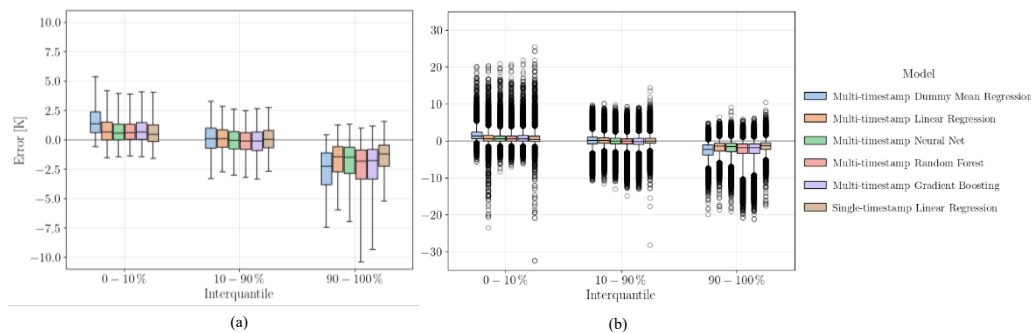 10.0
7.5
5.0
2.5
0.0
-2.5
-5.0
-7.5
-10.0
Error [K]
0 − 10%
10 − 90%
90 − 100%
Interquantile
(a)
30
20
10
0
−10
−20
−30
0 − 10%
10 − 90%
90 − 100%
Interquantile
(b)
Model
Multi-timestamp Dummy Mean Regression
Multi-timestamp Linear Regression
Multi-timestamp Neural Net
Multi-timestamp Random Forest
Multi-timestamp Gradient Boosting
Single-timestamp Linear Regression